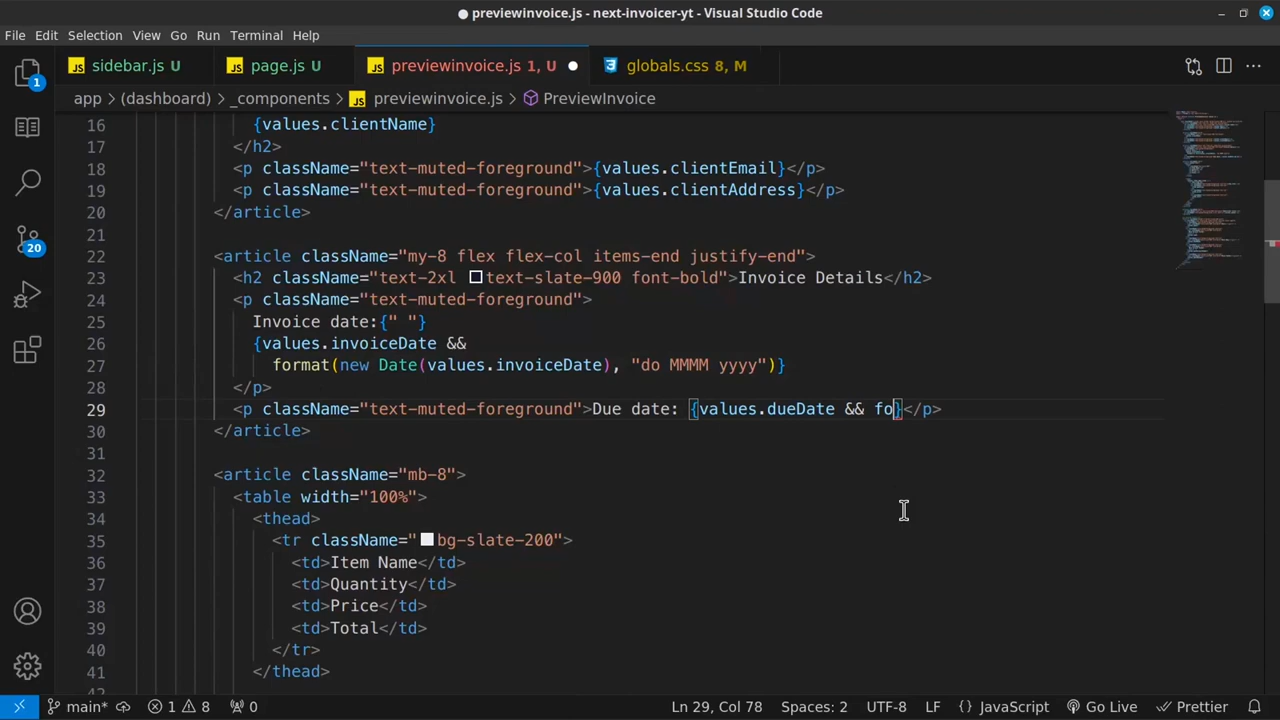 previewinvoice.js - next-invoicer-yt - Visual Studio Code
File Edit Selection View Go Run Terminal Help
JS sidebar.js U
JS page.js U
JS previewinvoice.js 1, U
globals.css 8, M
app > (dashboard) > _components > JS previewinvoice.js > PreviewInvoice
16 {values.clientName}
17 </h2>
18 <p className="text-muted-foreground">{values.clientEmail}</p>
19 <p className="text-muted-foreground">{values.clientAddress}</p>
20 </article>
21
22 <article className="my-8 flex flex-col items-end justify-end">
23 <h2 className="text-2xl text-slate-900 font-bold">Invoice Details</h2>
24 <p className="text-muted-foreground">
25 Invoice date:{" "}
26 {values.invoiceDate &&
27 format(new Date(values.invoiceDate), "do MMMM yyyy")}
28 </p>
29 <p className="text-muted-foreground">Due date: {values.dueDate && fo}</p>
30 </article>
31
32 <article className="mb-8">
33 <table width="100%">
34 <thead>
35 <tr className="bg-slate-200">
36 <td>Item Name</td>
37 <td>Quantity</td>
38 <td>Price</td>
39 <td>Total</td>
40 </tr>
41 </thead>
1
20
main* 1 8 0 Ln 29, Col 78 Spaces: 2 UTF-8 LF {} JavaScript Go Live Prettier